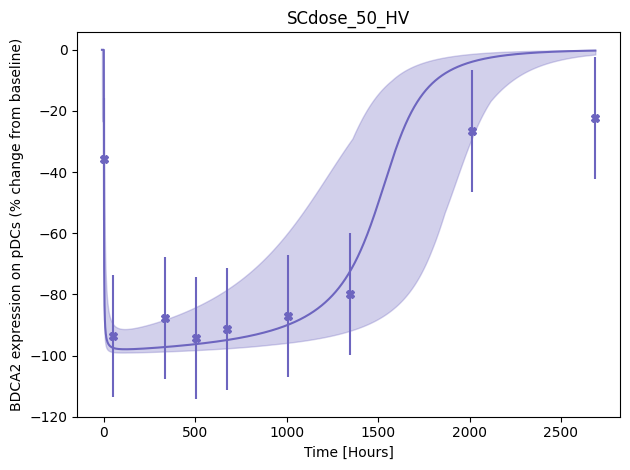 SCdose_50_HV
BDCA2 expression on pDCs (% change from baseline)
0
−20
−40
−60
−80
−100
−120
0 500 1000 1500 2000 2500
Time [Hours]